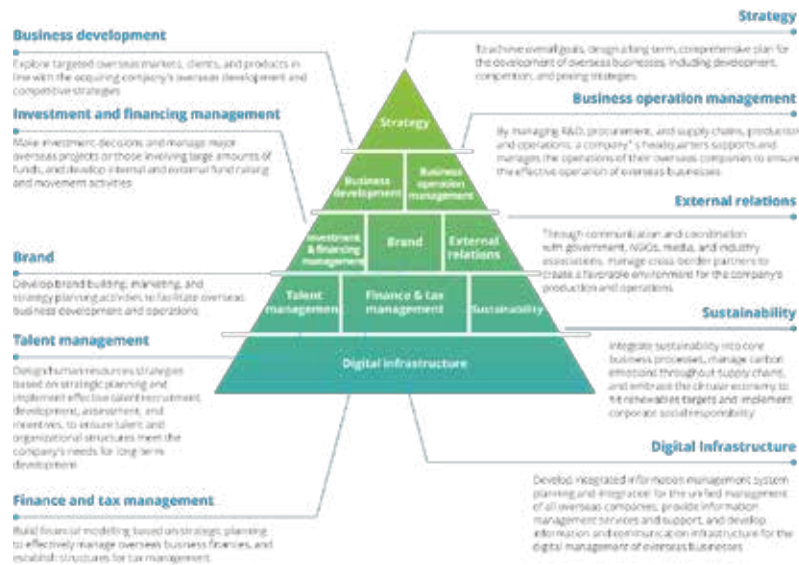 Business development
Explore targeted overseas markets, clients, and products in
line with the acquiring company's overseas development and
competitive strategies
Investment and financing management
Make investment decisions and manage major
overseas projects or those involving large amounts of
funds, and develop internal and external fund raising
and movement activities
Brand
Develop brand building, marketing, and
strategy planning activities to facilitate overseas
business development and operations
Talent management
Design human resources strategies
based on strategic planning and
implement effective talent recruitment,
development, assessment, and
incentives, to ensure talent and
organizational structures meet the
company's needs for long-term
development
Finance and tax management
Build financial modelling based on strategic planning
to effectively manage overseas business finances, and
establish structures for tax management
Strategy
Business
development
Business
operation
management
Investment
& financing
management
Brand
External
relations
Talent
management
Finance & tax
management
Sustainability
Digital infrastructure
Strategy
To achieve overall goals, design a long-term, comprehensive plan for
the development of overseas businesses, including development,
competition, and pricing strategies
Business operation management
By managing R&D, procurement, and supply chains, production
and operations, a company's headquarters supports and
manages the operations of their overseas companies to ensure
the effective operation of overseas businesses
External relations
Through communication and coordination
with government, NGOs, media, and industry
associations, manage cross-border partners to
create a favorable environment for the company's
production and operations
Sustainability
Integrate sustainability into core
business processes, manage carbon
emissions throughout supply chains,
and embrace the circular economy to
hit renewables targets and implement
corporate social responsibility
Digital Infrastructure
Develop integrated information management system
planning and integration for the unified management
of all overseas companies, provide information
management services and support, and develop
information and communication infrastructure for the
digital management of overseas businesses